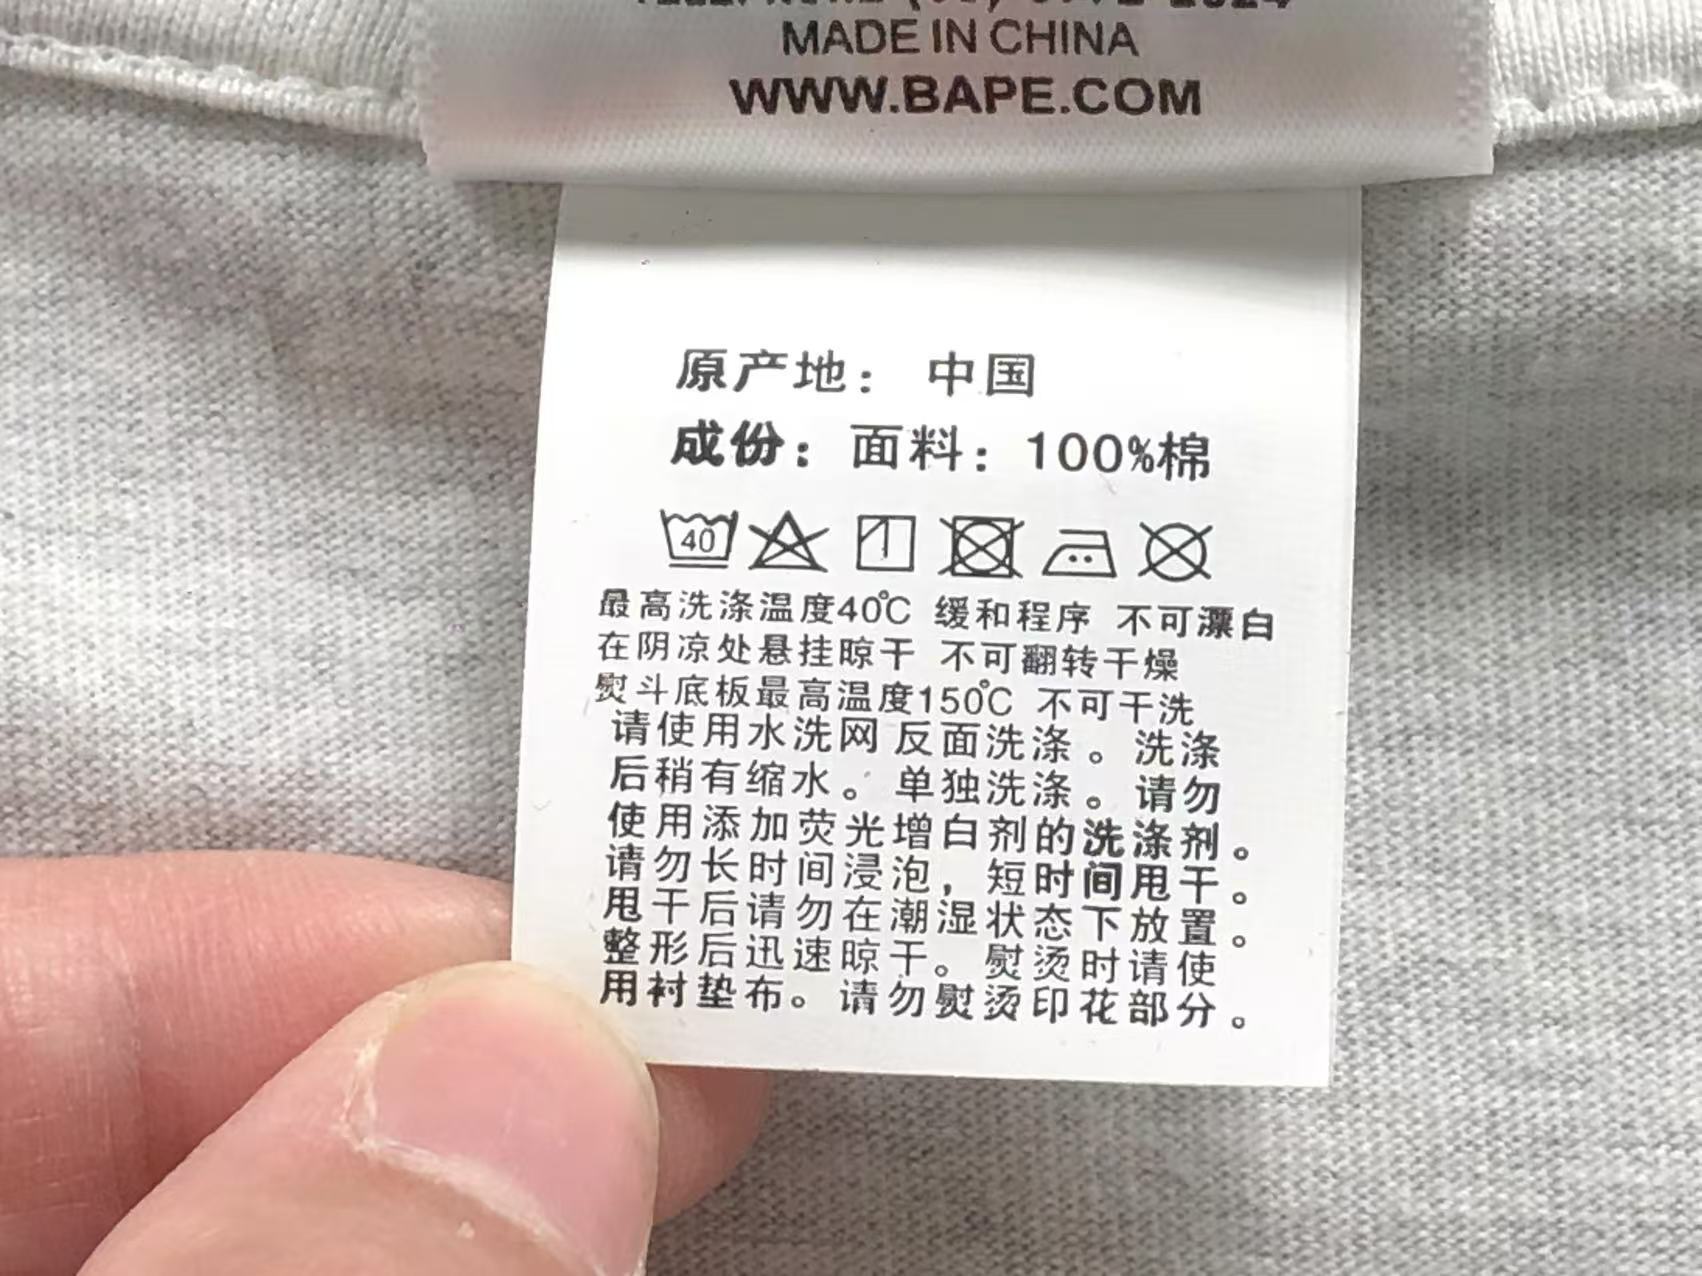 MADE IN CHINA
WWW.BAPE.COM
原产地： 中国
成份：面料：100%棉
40
最高洗涤温度40℃ 缓和程序 不可漂白
在阴凉处悬挂晾干 不可翻转干燥
熨斗底板最高温度150℃ 不可干洗
请使用水洗网反面洗涤。洗涤
后稍有缩水。单独洗涤。请勿
使用添加荧光增白剂的洗涤剂。
请勿长时间浸泡，短时间甩干。
甩干后请勿在潮湿状态下放置。
整形后迅速晾干。熨烫时请使
用衬垫布。请勿熨烫印花部分。